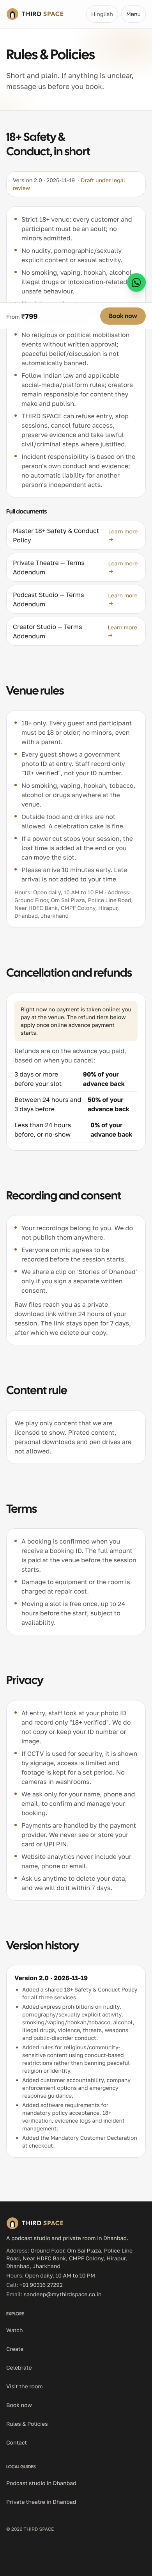 THIRD SPACE
Hinglish
Menu
Rules & Policies
Short and plain. If anything is unclear,
message us before you book.
18+ Safety &
Conduct, in short
Version 2.0 · 2026-11-19 · Draft under legal
review
Strict 18+ venue: every customer and
participant must be an adult; no
minors admitted.
No nudity, pornographic/sexually
explicit content or sexual activity.
No smoking, vaping, hookah, alcohol,
illegal drugs or intoxication-related
unsafe behaviour.
From ₹799
Book now
No religious or political mobilisation
events without written approval;
peaceful belief/discussion is not
automatically banned.
Follow Indian law and applicable
social-media/platform rules; creators
remain responsible for content they
make and publish.
THIRD SPACE can refuse entry, stop
sessions, cancel future access,
preserve evidence and take lawful
civil/criminal steps where justified.
Incident responsibility is based on the
person's own conduct and evidence;
no automatic liability for another
person's independent acts.
Full documents
Master 18+ Safety & Conduct
Policy
Learn more
→
Private Theatre — Terms
Addendum
Learn more
→
Podcast Studio — Terms
Addendum
Learn more
→
Creator Studio — Terms
Addendum
Learn more
→
Venue rules
18+ only. Every guest and participant
must be 18 or older; no minors, even
with a parent.
Every guest shows a government
photo ID at entry. Staff record only
"18+ verified", not your ID number.
No smoking, vaping, hookah, tobacco,
alcohol or drugs anywhere at the
venue.
Outside food and drinks are not
allowed. A celebration cake is fine.
If a power cut stops your session, the
lost time is added at the end or you
can move the slot.
Please arrive 10 minutes early. Late
arrival is not added to your time.
Hours: Open daily, 10 AM to 10 PM · Address:
Ground Floor, Om Sai Plaza, Police Line Road,
Near HDFC Bank, CMPF Colony, Hirapur,
Dhanbad, Jharkhand
Cancellation and refunds
Right now no payment is taken online: you
pay at the venue. The refund tiers below
apply once online advance payment
starts.
Refunds are on the advance you paid,
based on when you cancel:
3 days or more
before your slot
90% of your
advance back
Between 24 hours and
3 days before
50% of your
advance back
Less than 24 hours
before, or no-show
0% of your
advance back
Recording and consent
Your recordings belong to you. We do
not publish them anywhere.
Everyone on mic agrees to be
recorded before the session starts.
We share a clip on 'Stories of Dhanbad'
only if you sign a separate written
consent.
Raw files reach you as a private
download link within 24 hours of your
session. The link stays open for 7 days,
after which we delete our copy.
Content rule
We play only content that we are
licensed to show. Pirated content,
personal downloads and pen drives are
not allowed.
Terms
A booking is confirmed when you
receive a booking ID. The full amount
is paid at the venue before the session
starts.
Damage to equipment or the room is
charged at repair cost.
Moving a slot is free once, up to 24
hours before the start, subject to
availability.
Privacy
At entry, staff look at your photo ID
and record only "18+ verified". We do
not copy or keep your ID number or
image.
If CCTV is used for security, it is shown
by signage, access is limited and
footage is kept for a set period. No
cameras in washrooms.
We ask only for your name, phone and
email, to confirm and manage your
booking.
Payments are handled by the payment
provider. We never see or store your
card or UPI PIN.
Website analytics never include your
name, phone or email.
Ask us anytime to delete your data,
and we will do it within 7 days.
Version history
Version 2.0 · 2026-11-19
Added a shared 18+ Safety & Conduct Policy
for all three services.
Added express prohibitions on nudity,
pornography/sexually explicit activity,
smoking/vaping/hookah/tobacco, alcohol,
illegal drugs, violence, threats, weapons
and public-disorder conduct.
Added rules for religious/community-
sensitive content using conduct-based
restrictions rather than banning peaceful
religion or identity.
Added customer accountability, company
enforcement options and emergency
response guidance.
Added software requirements for
mandatory policy acceptance, 18+
verification, evidence logs and incident
management.
Added the Mandatory Customer Declaration
at checkout.
THIRD SPACE
A podcast studio and private room in Dhanbad.
Address: Ground Floor, Om Sai Plaza, Police Line
Road, Near HDFC Bank, CMPF Colony, Hirapur,
Dhanbad, Jharkhand
Hours: Open daily, 10 AM to 10 PM
Call: +91 90316 27292
Email: sandeep@mythirdspace.co.in
EXPLORE
Watch
Create
Celebrate
Visit the room
Book now
Rules & Policies
Contact
LOCAL GUIDES
Podcast studio in Dhanbad
Private theatre in Dhanbad
© 2026 THIRD SPACE